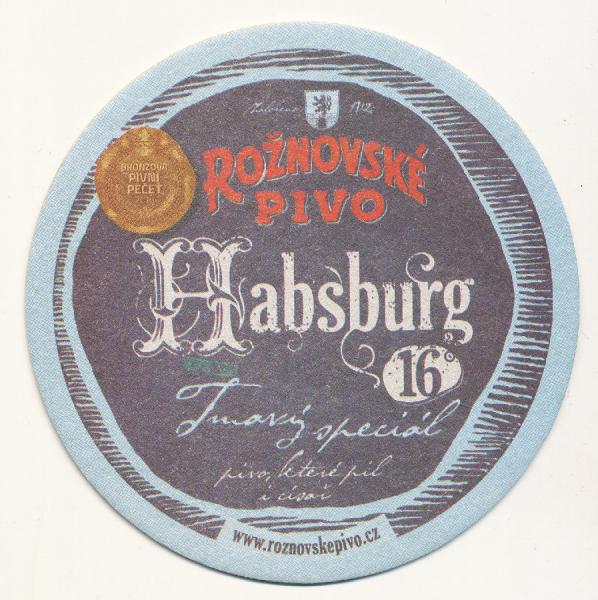 Založeno 1712
ROŽNOVSKÉ
PIVO
BRONZOVÁ
PIVNÍ
PEČEŤ
Habsburg
16°
Tmavý speciál
pivo, které pil
i císař
www.roznovskepivo.cz